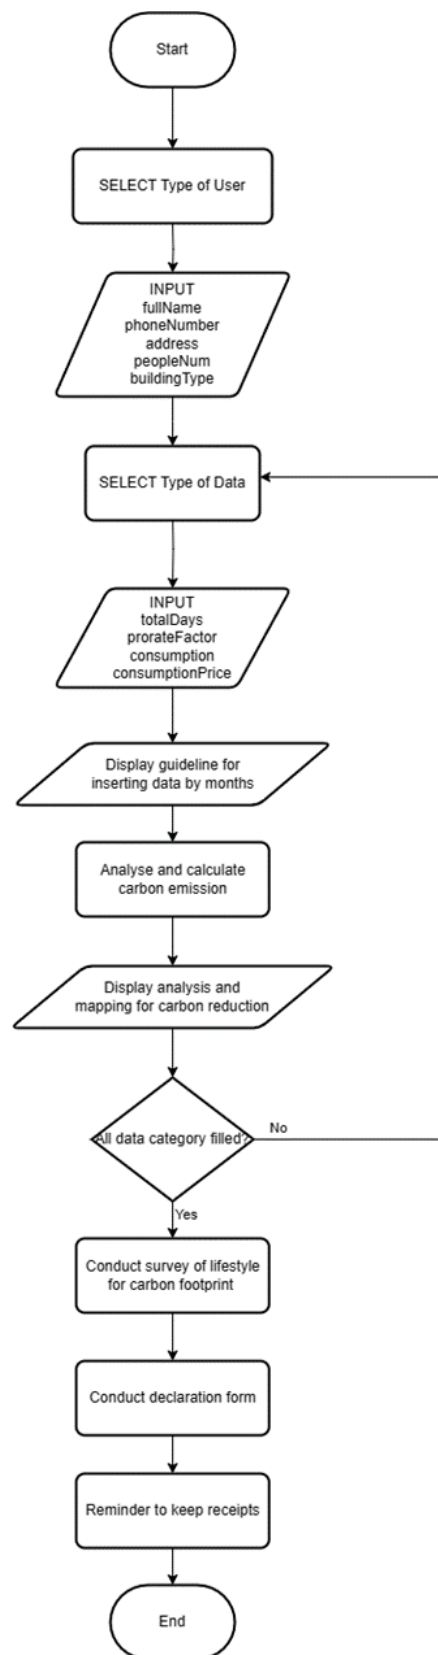 Start
SELECT Type of User
INPUT
fullName
phoneNumber
address
peopleNum
buildingType
SELECT Type of Data
INPUT
totalDays
prorateFactor
consumption
consumptionPrice
Display guideline for
inserting data by months
Analyse and calculate
carbon emission
Display analysis and
mapping for carbon reduction
All data category filled?
No
Yes
Conduct survey of lifestyle
for carbon footprint
Conduct declaration form
Reminder to keep receipts
End